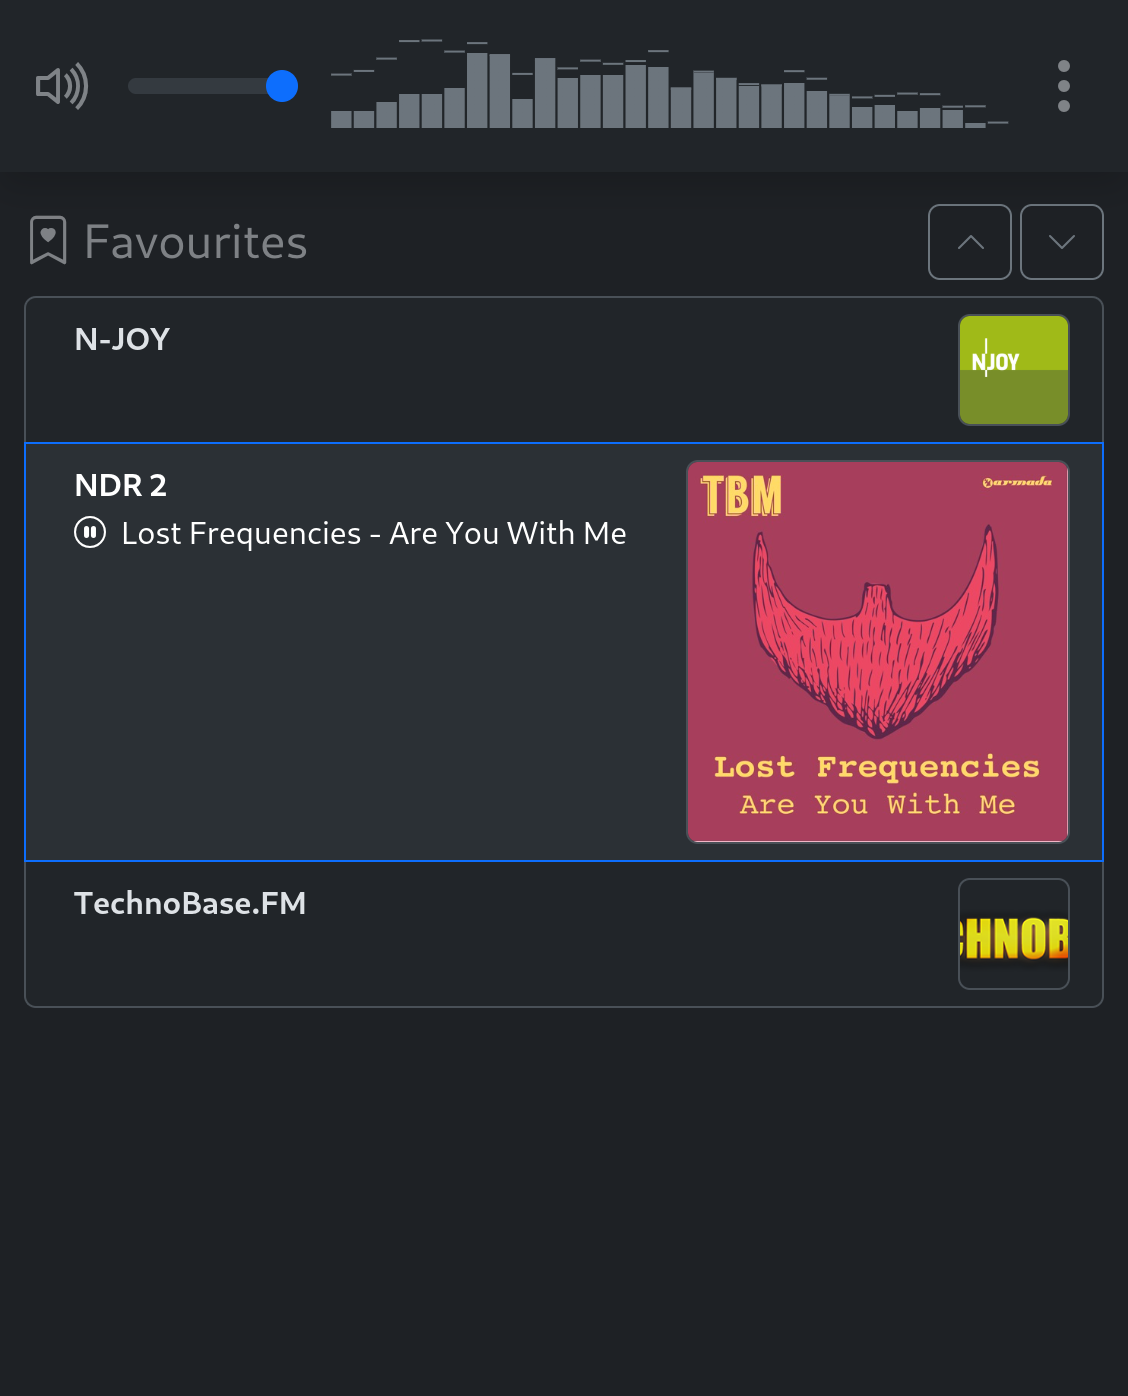 Favourites
N-JOY
NJOY
NDR 2
Lost Frequencies - Are You With Me
TBM
armada
Lost Frequencies
Are You With Me
TechnoBase.FM
CHNOB